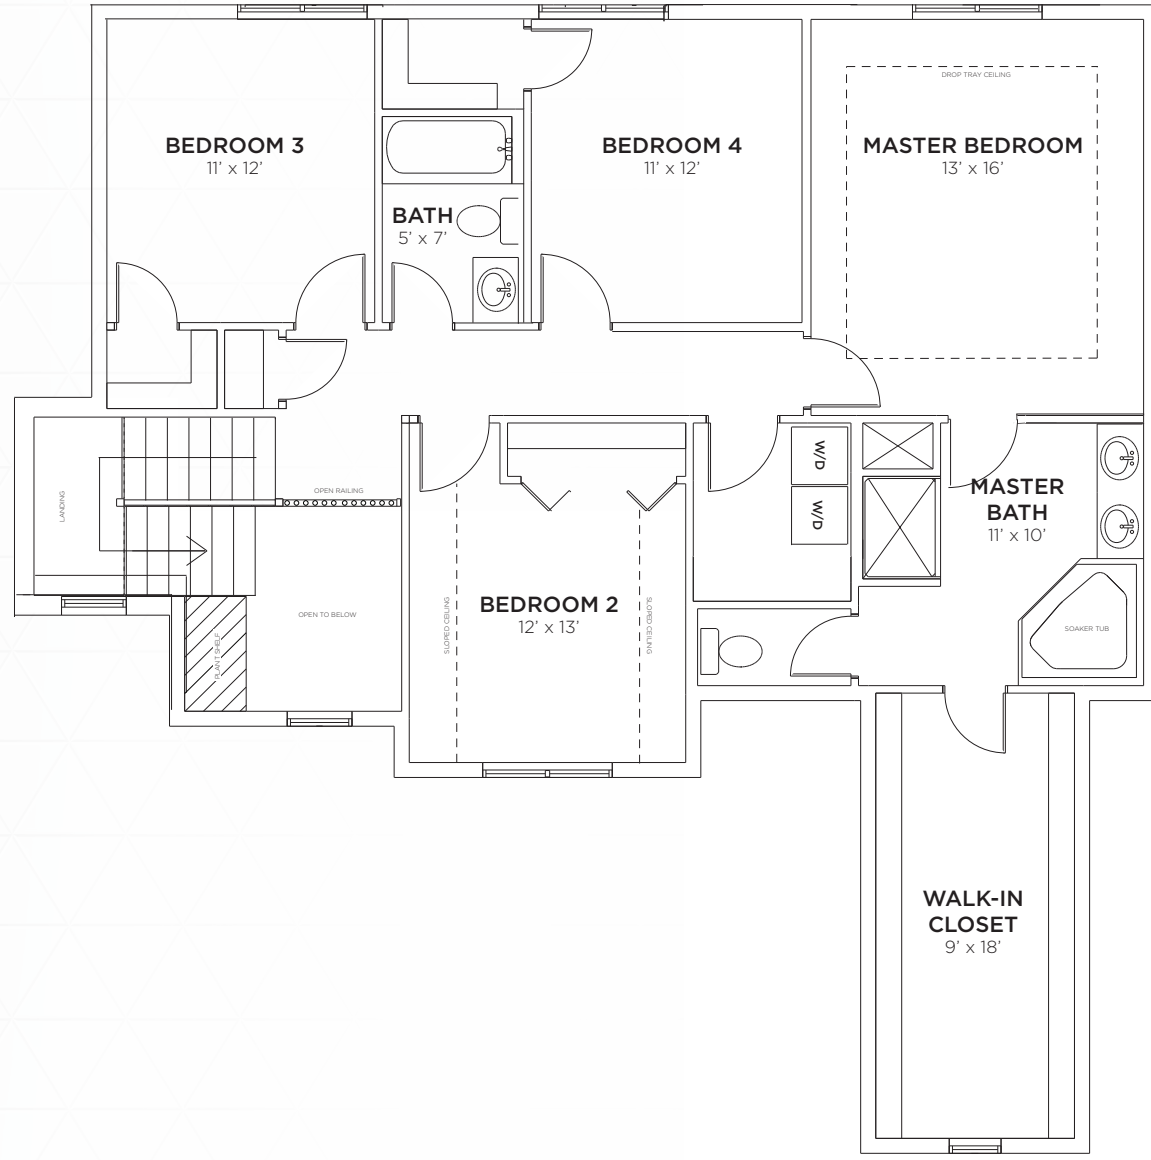 DROP TRAY CEILING
BEDROOM 3
11’ x 12’
BEDROOM 4
11’ x 12’
MASTER BEDROOM
13’ x 16’
BATH
5’ x 7’
W/D
W/D
OPEN RAILING
LANDING
MASTER
BATH
11’ x 10’
BEDROOM 2
12’ x 13’
SLOPED CEILING
SLOPED CEILING
OPEN TO BELOW
PLANT SHELF
SOAKER TUB
WALK-IN
CLOSET
9’ x 18’